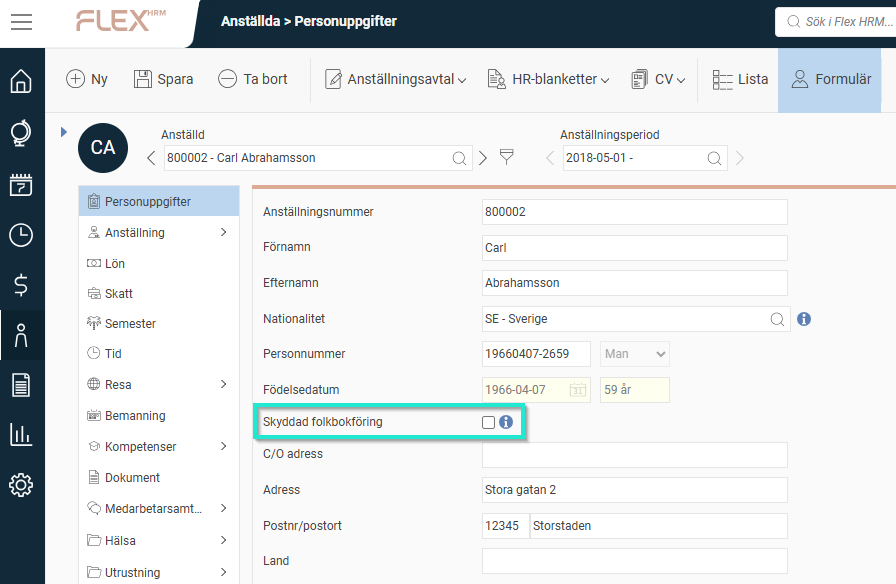 FLEX HRM
Anställda > Personuppgifter
Sök i Flex HRM...
Ny
Spara
Ta bort
Anställningsavtal
HR-blanketter
CV
Lista
Formulär
CA
Anställd
800002 - Carl Abrahamsson
Anställningsperiod
2018-05-01 -
Personuppgifter
Anställning
Lön
Skatt
Semester
Tid
Resa
Bemanning
Kompetenser
Dokument
Medarbetarsamt...
Hälsa
Utrustning
Anställningsnummer 800002
Förnamn Carl
Efternamn Abrahamsson
Nationalitet SE - Sverige
Personnummer 19660407-2659 Man
Födelsedatum 1966-04-07 31 59 år
Skyddad folkbokföring
C/O adress
Adress Stora gatan 2
Postnr/postort 12345 Storstaden
Land